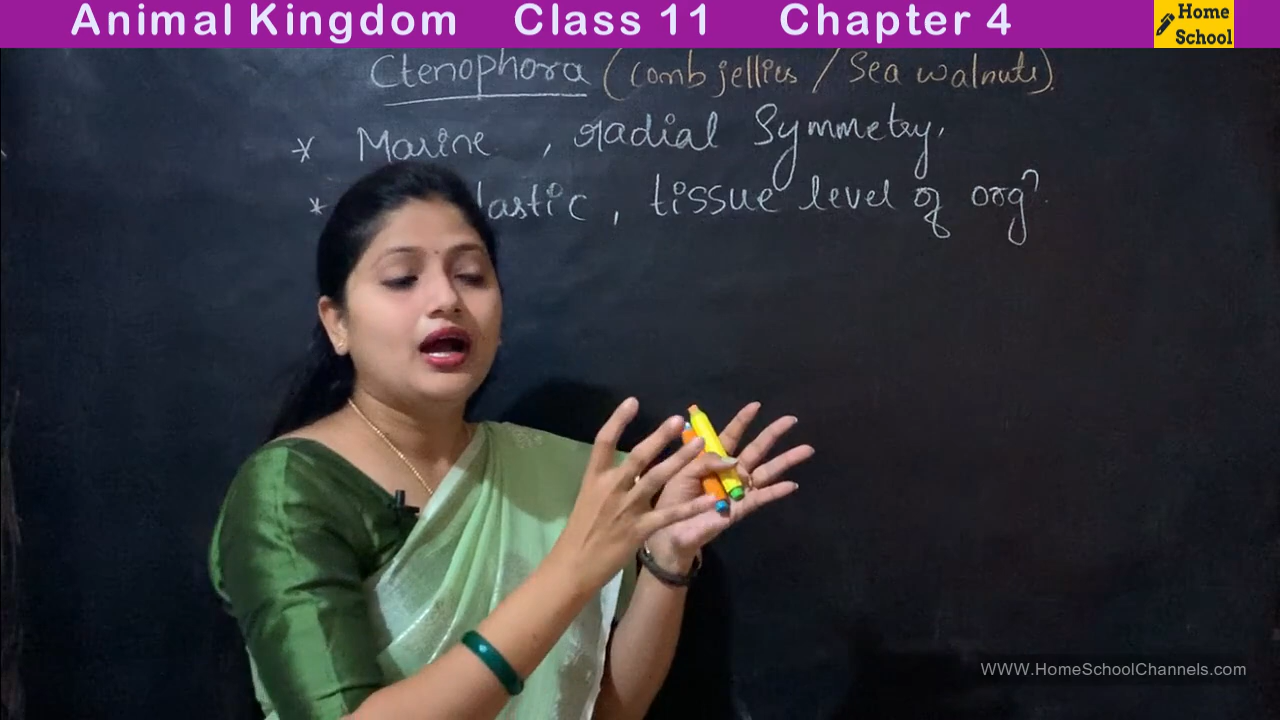 Animal Kingdom Class 11 Chapter 4
Home
School
Ctenophora (comb jellies / Sea walnuts).
* Marine , radial Symmetry,
* lastic , tissue level of orgn.
WWW.HomeSchoolChannels.com